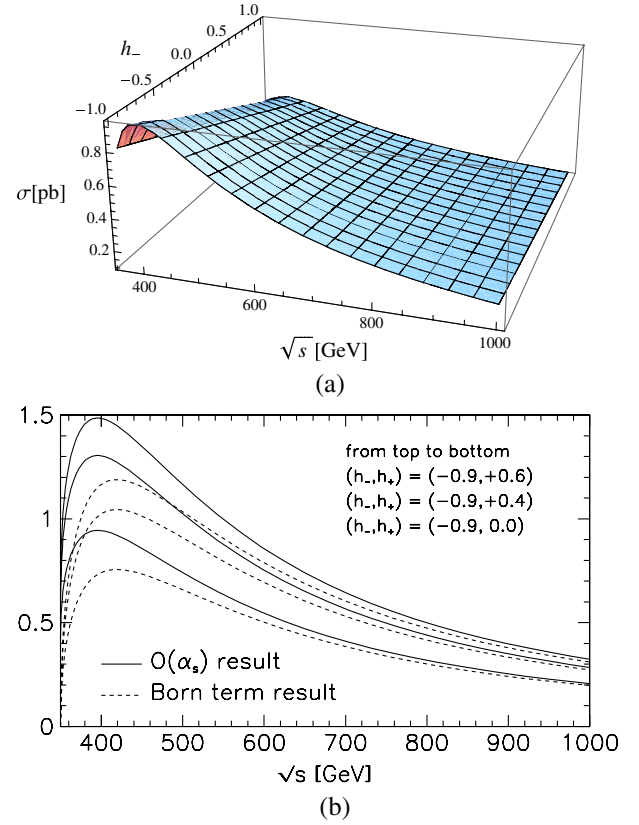 1.0
0.5
h₋
0.0
−0.5
−1.0
0.8
0.6
σ[pb]
0.4
0.2
400
600
800
1000
√s [GeV]
(a)
1.5
from top to bottom
(h₋,h₊) = (−0.9,+0.6)
(h₋,h₊) = (−0.9,+0.4)
1
(h₋,h₊) = (−0.9, 0.0)
0.5
O(αₛ) result
Born term result
0
400 500 600 700 800 900 1000
√s [GeV]
(b)